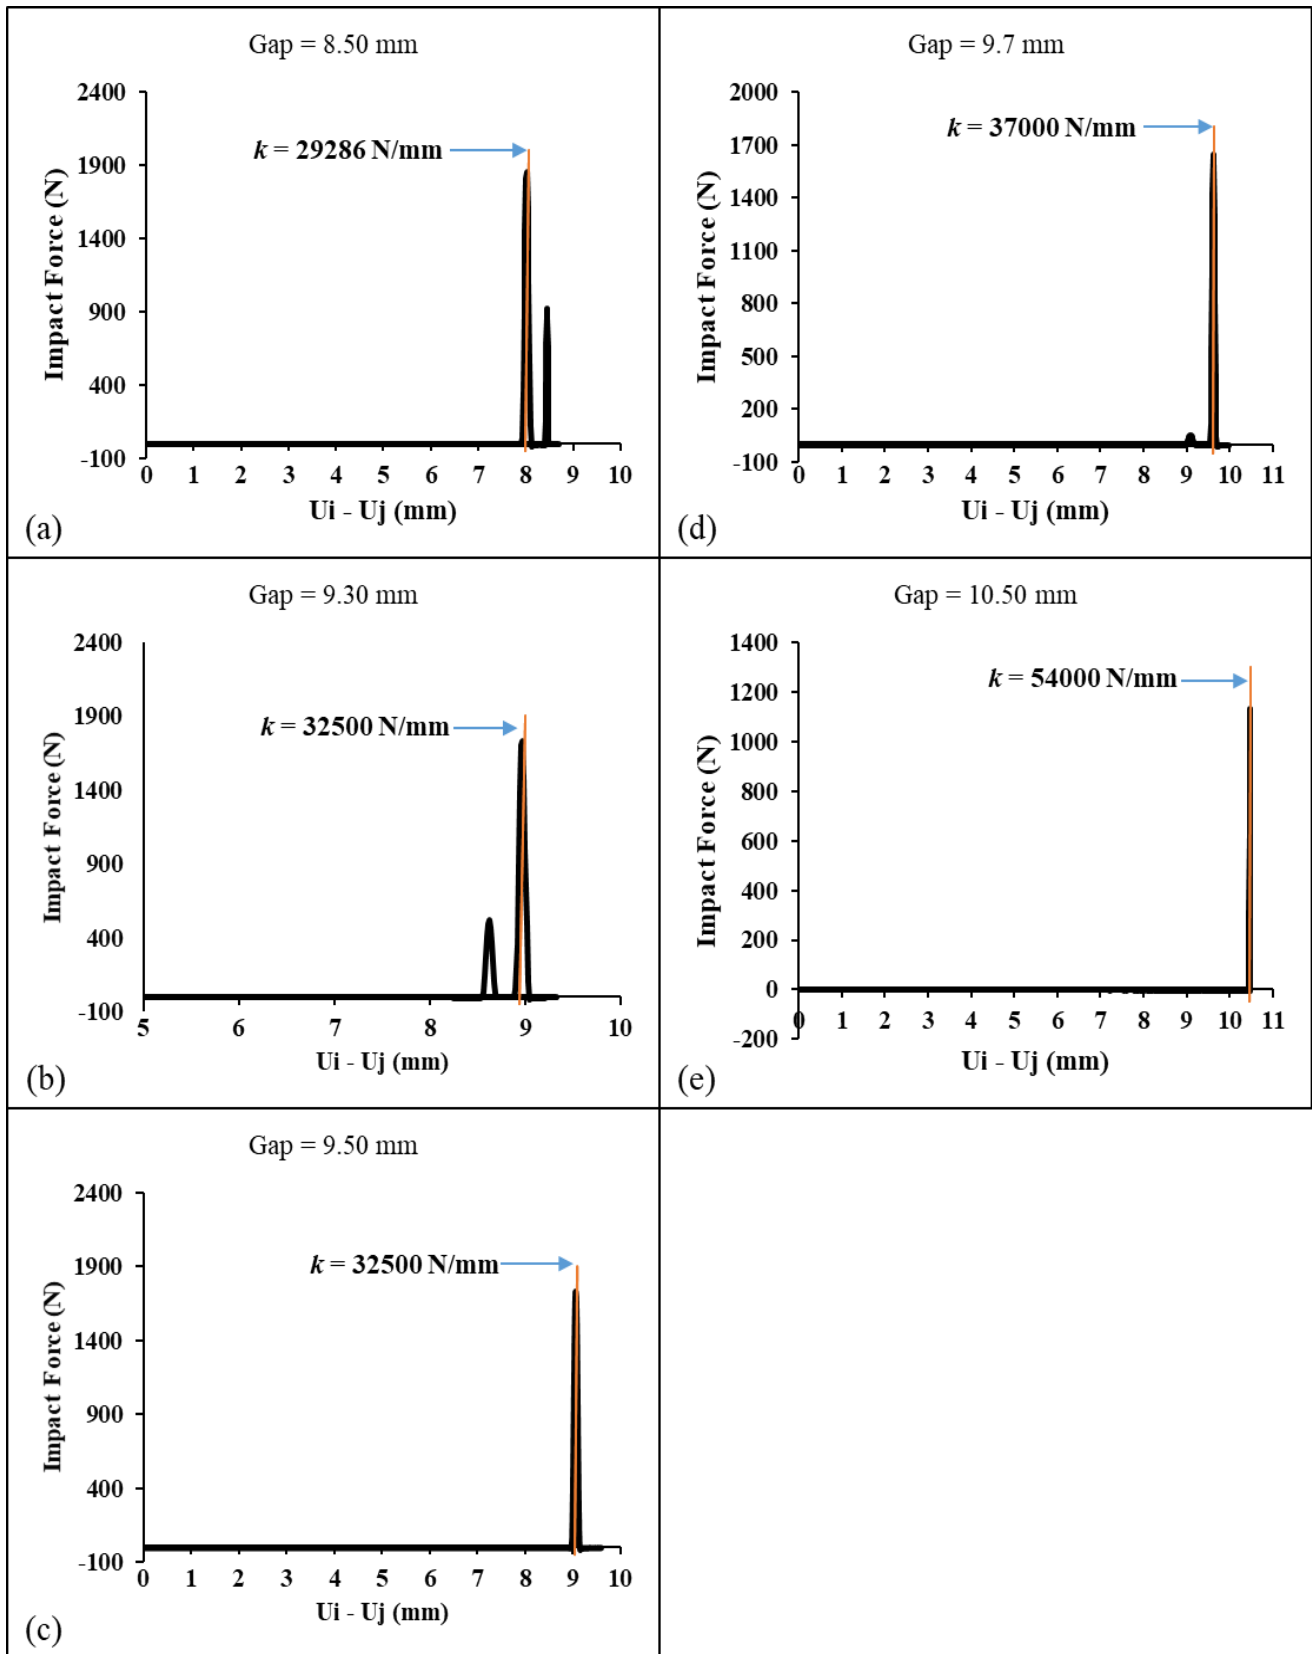 Gap = 8.50 mm
2400
1900
1400
900
400
-100
Impact Force (N)
k = 29286 N/mm
0 1 2 3 4 5 6 7 8 9 10
Ui - Uj (mm)
(a)
Gap = 9.7 mm
2000
1700
1400
1100
800
500
200
-100
Impact Force (N)
k = 37000 N/mm
0 1 2 3 4 5 6 7 8 9 10 11
Ui - Uj (mm)
(d)
Gap = 9.30 mm
2400
1900
1400
900
400
-100
Impact Force (N)
k = 32500 N/mm
5 6 7 8 9 10
Ui - Uj (mm)
(b)
Gap = 10.50 mm
1400
1200
1000
800
600
400
200
0
-200
Impact Force (N)
k = 54000 N/mm
0 1 2 3 4 5 6 7 8 9 10 11
Ui - Uj (mm)
(e)
Gap = 9.50 mm
2400
1900
1400
900
400
-100
Impact Force (N)
k = 32500 N/mm
0 1 2 3 4 5 6 7 8 9 10
Ui - Uj (mm)
(c)